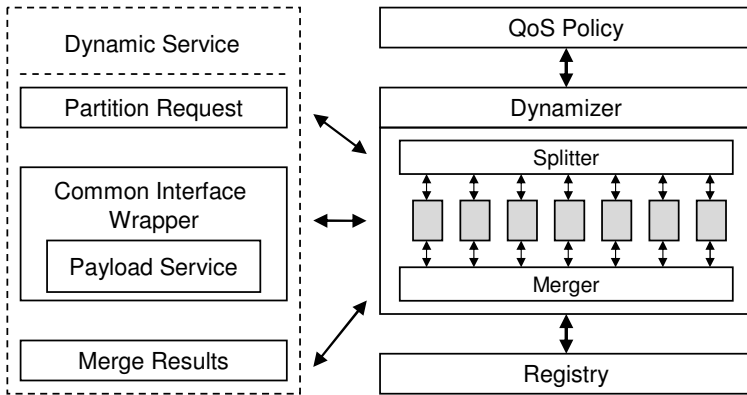 Dynamic Service
Partition Request
Common Interface
Wrapper
Payload Service
Merge Results
QoS Policy
Dynamizer
Splitter
Merger
Registry